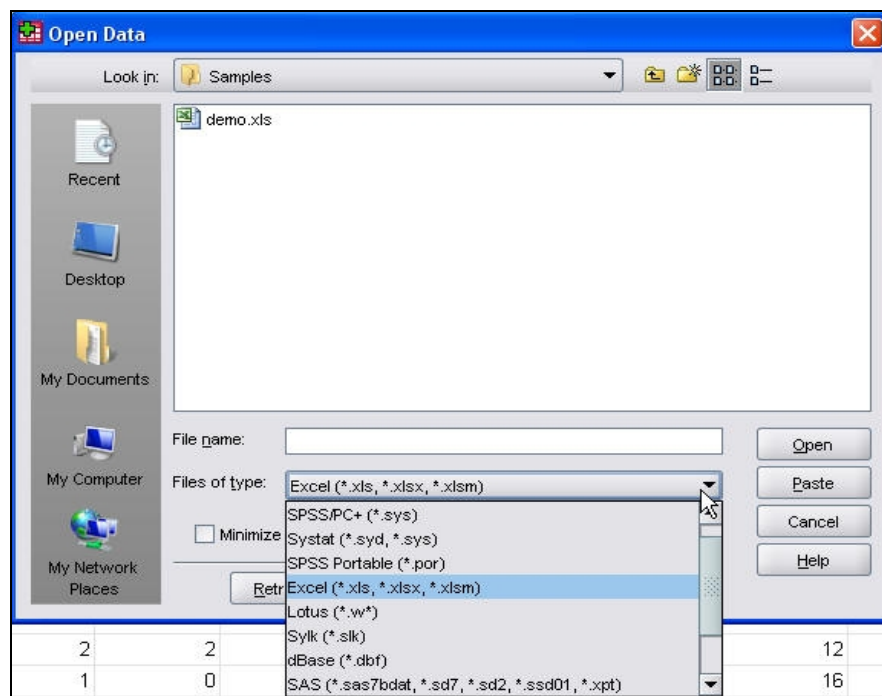 Open Data
Look in: Samples
demo.xls
Recent
Desktop
My Documents
My Computer
My Network
Places
File name:
Open
Files of type: Excel (*.xls, *.xlsx, *.xlsm)
Paste
SPSS/PC+ (*.sys)
Cancel
Minimize
Systat (*.syd, *.sys)
SPSS Portable (*.por)
Help
Retr
Excel (*.xls, *.xlsx, *.xlsm)
Lotus (*.w*)
Sylk (*.slk)
dBase (*.dbf)
SAS (*.sas7bdat, *.sd7, *.sd2, *.ssd01, *.xpt)
2 2 12
1 0 16